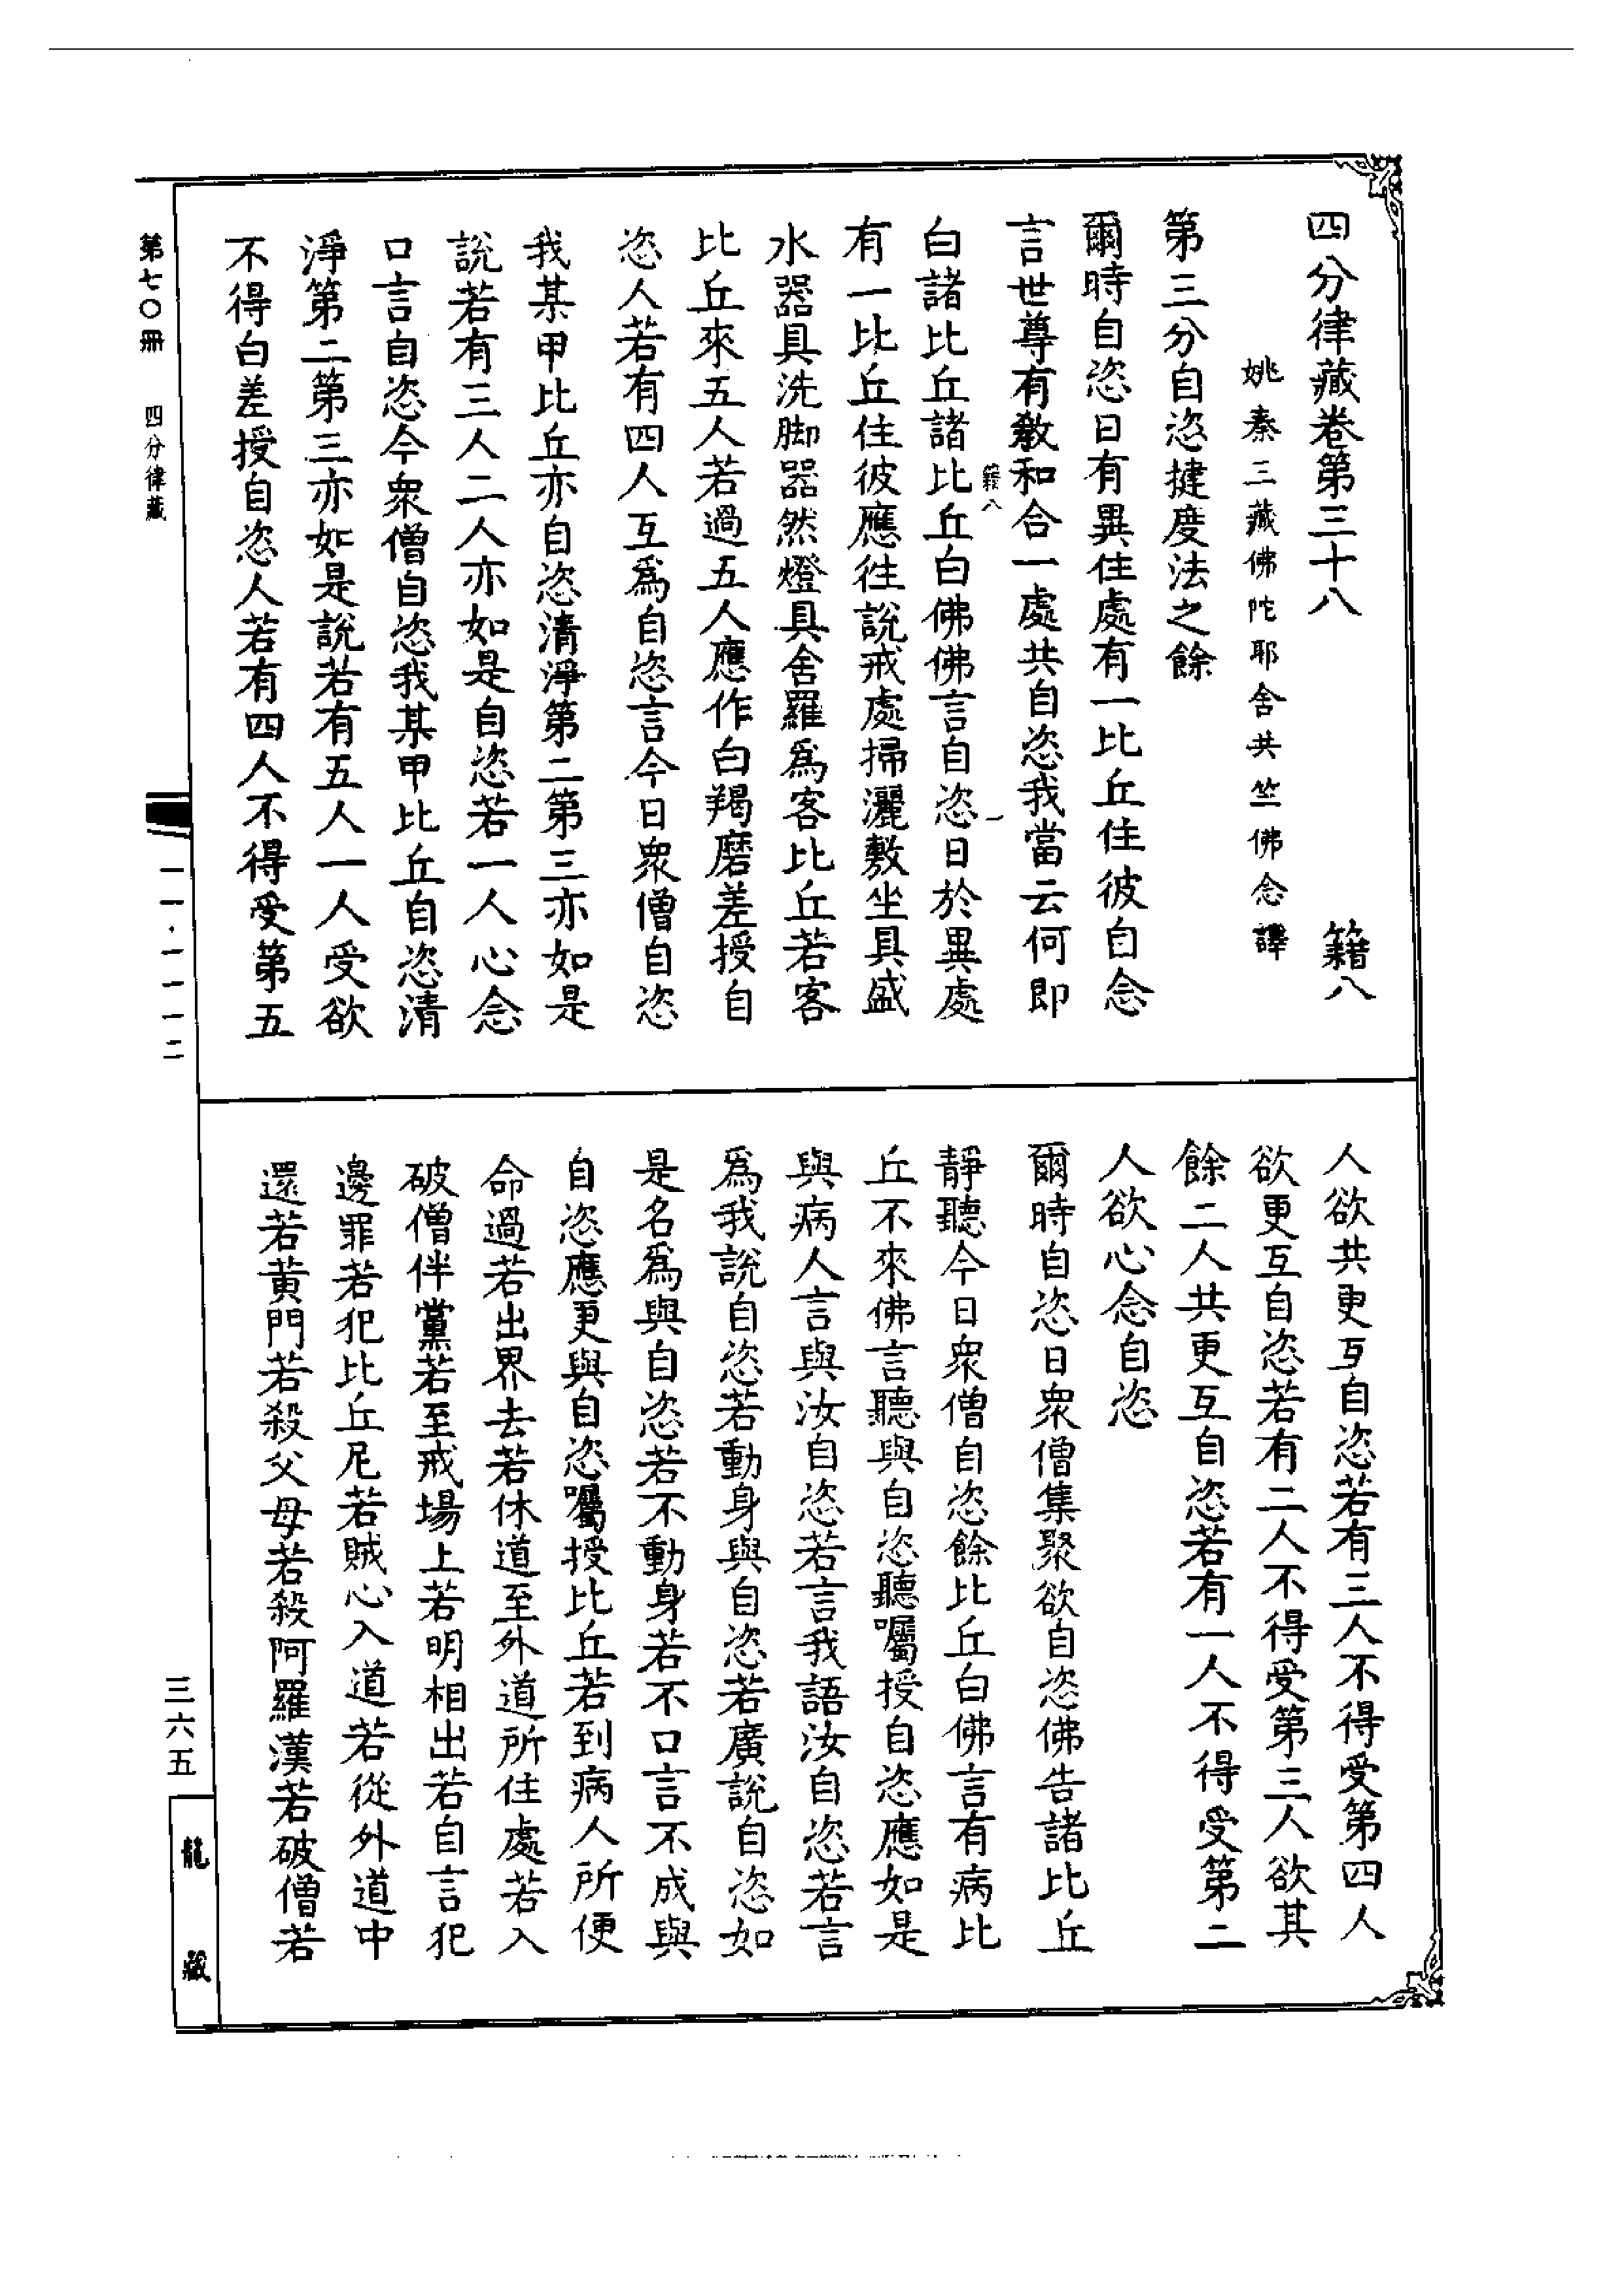 四分律藏卷第三十八　籍八
姚秦三藏佛陀耶舍共竺佛念譯
第三分自恣揵度法之餘
爾時自恣日有異住處有一比丘住彼自念
言世尊有敎和合一處共自恣我當云何即
籍八　一
白諸比丘諸比丘白佛佛言自恣日於異處
有一比丘住彼應徃說戒處掃灑敷坐具盛
水器具洗脚器然燈具舍羅爲客比丘若客
比丘來五人若過五人應作白羯磨差授自
恣人若有四人互爲自恣言今日衆僧自恣
我某甲比丘亦自恣清淨第二第三亦如是
說若有三人二人亦如是自恣若一人心念
口言自恣今衆僧自恣我某甲比丘自恣清
淨第二第三亦如是說若有五人一人受欲
不得白差授自恣人若有四人不得受第五
人欲共更互自恣若有三人不得受第四人
欲更互自恣若有二人不得受第三人欲其
餘二人共更互自恣若有一人不得受第二
人欲心念自恣
爾時自恣日衆僧集聚欲自恣佛告諸比丘
靜聽今日衆僧自恣餘比丘白佛言有病比
丘不來佛言聽與自恣聽囑授自恣應如是
與病人言與汝自恣若言我語汝自恣若言
爲我說自恣若動身與自恣若廣說自恣如
是名爲與自恣若不動身若不口言不成與
自恣應更與自恣囑授比丘若到病人所便
命過若出界去若休道至外道所住處若入
破僧伴黨若至戒場上若明相出若自言犯
邊罪若犯比丘尼若賊心入道若從外道中
還若黃門若殺父母若殺阿羅漢若破僧若
第七〇冊　四分律藏
一一·一一一二
三六五
龍藏